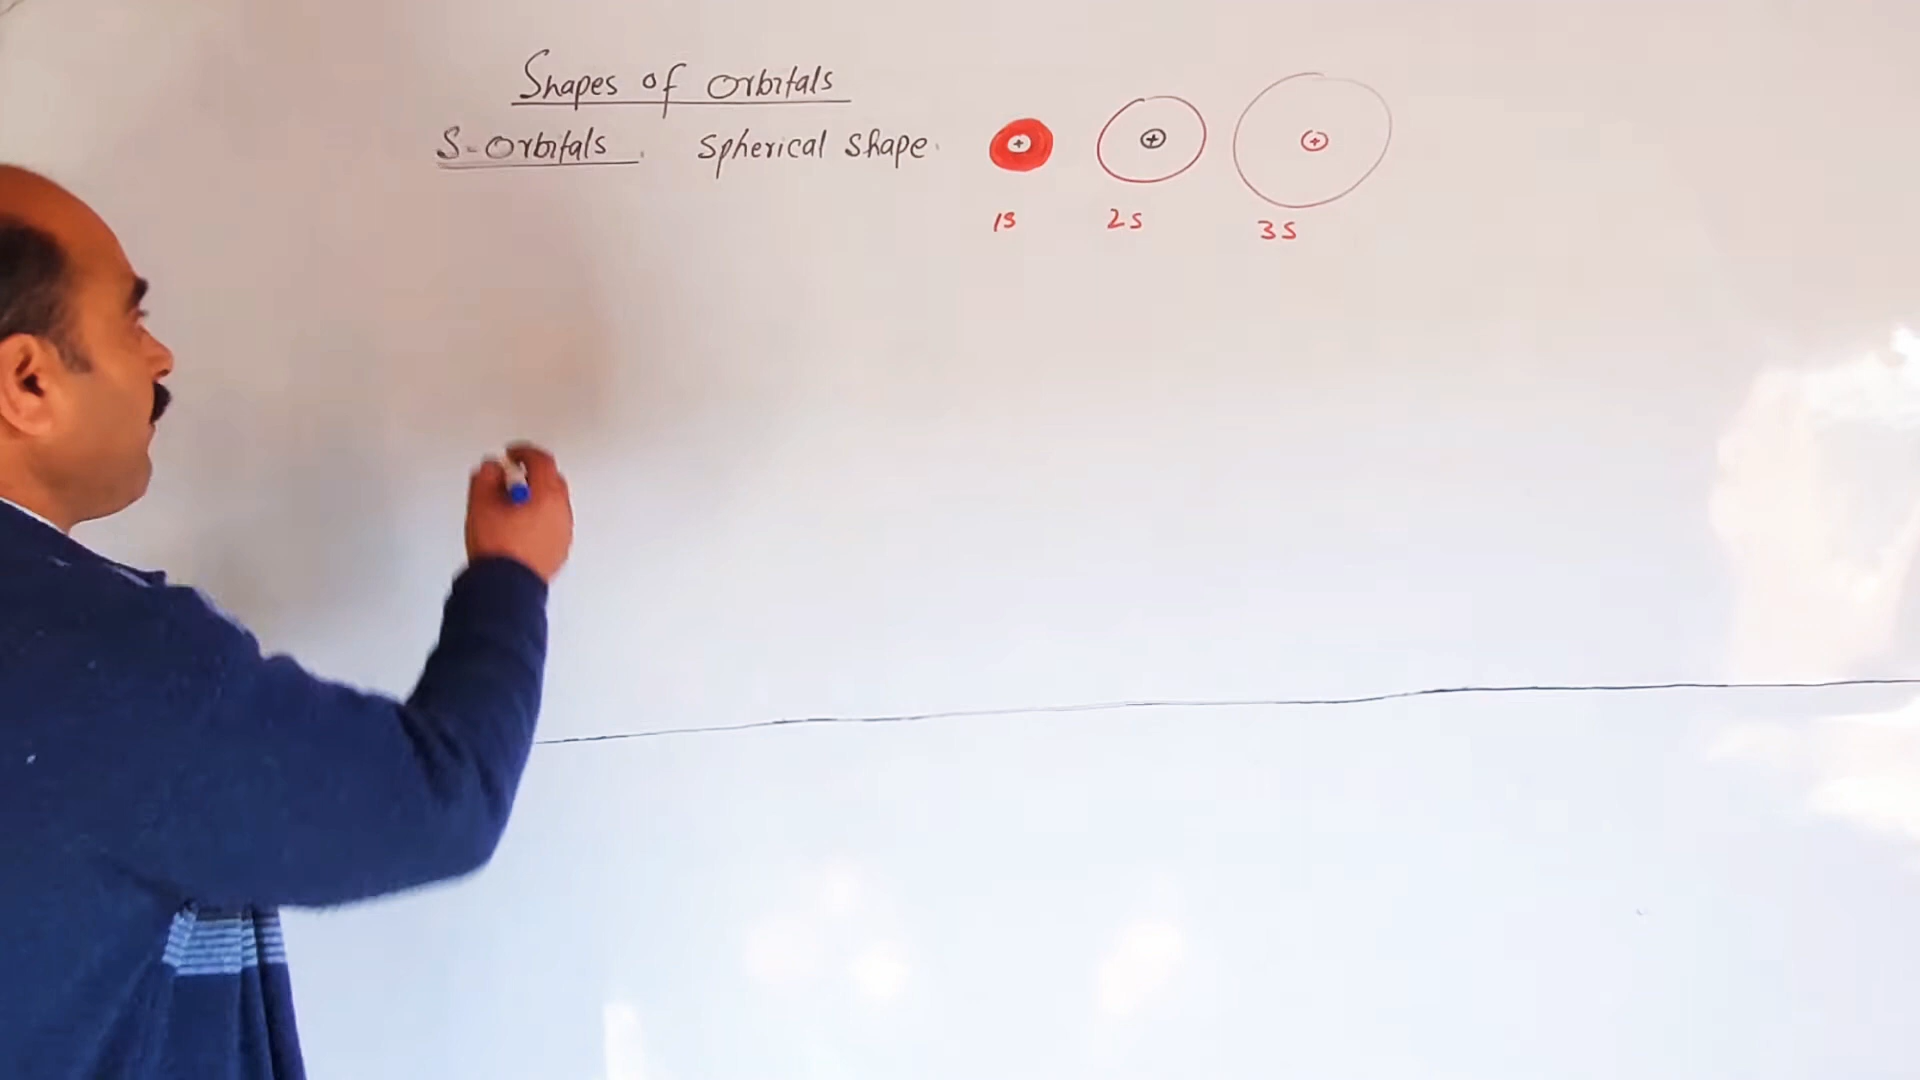 Shapes of Orbitals
S-Orbitals. Spherical shape.
+ + +
1s 2s 3s